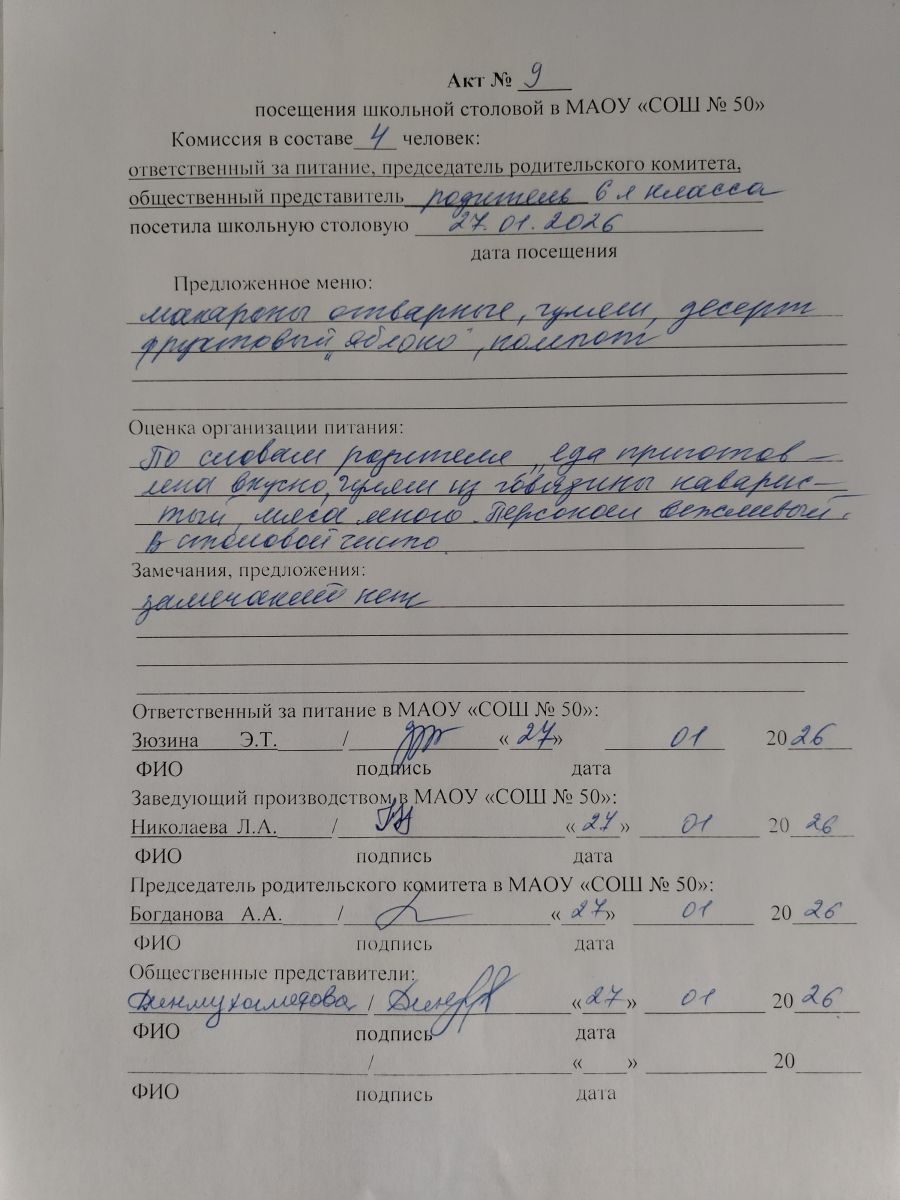 Акт № 9
посещения школьной столовой в МАОУ «СОШ № 50»
Комиссия в составе 4 человек:
ответственный за питание, председатель родительского комитета,
общественный представитель родитель 6 л класса
посетила школьную столовую 27.01.2026
дата посещения
Предложенное меню:
макароны отварные, гуляш, десерт
фруктовый „яблоко", компот
Оценка организации питания:
По словам родителя „еда приготов-
лена вкусно, гуляш из говядины наварис-
тый, мяса много. Персонал вежливый.
В столовой чисто.
Замечания, предложения:
замечаний нет
Ответственный за питание в МАОУ «СОШ № 50»:
Зюзина Э.Т. / « 27 » 01 20 26
ФИО подпись дата
Заведующий производством в МАОУ «СОШ № 50»:
Николаева Л.А. / « 27 » 01 20 26
ФИО подпись дата
Председатель родительского комитета в МАОУ «СОШ № 50»:
Богданова А.А. / « 27 » 01 20 26
ФИО подпись дата
Общественные представители:
Динмухаметова / « 27 » 01 20 26
ФИО подпись дата
/ « » 20
ФИО подпись дата